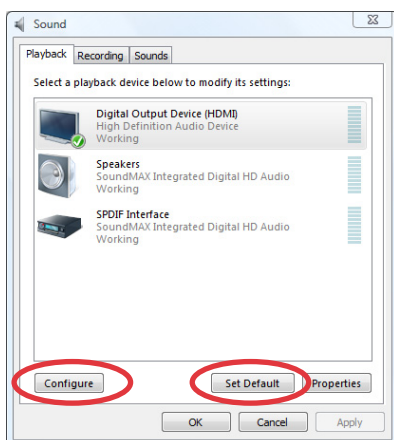 Sound
Playback Recording Sounds
Select a playback device below to modify its settings:
Digital Output Device (HDMI)
High Definition Audio Device
Working
Speakers
SoundMAX Integrated Digital HD Audio
Working
SPDIF Interface
SoundMAX Integrated Digital HD Audio
Working
Configure Set Default Properties
OK Cancel Apply